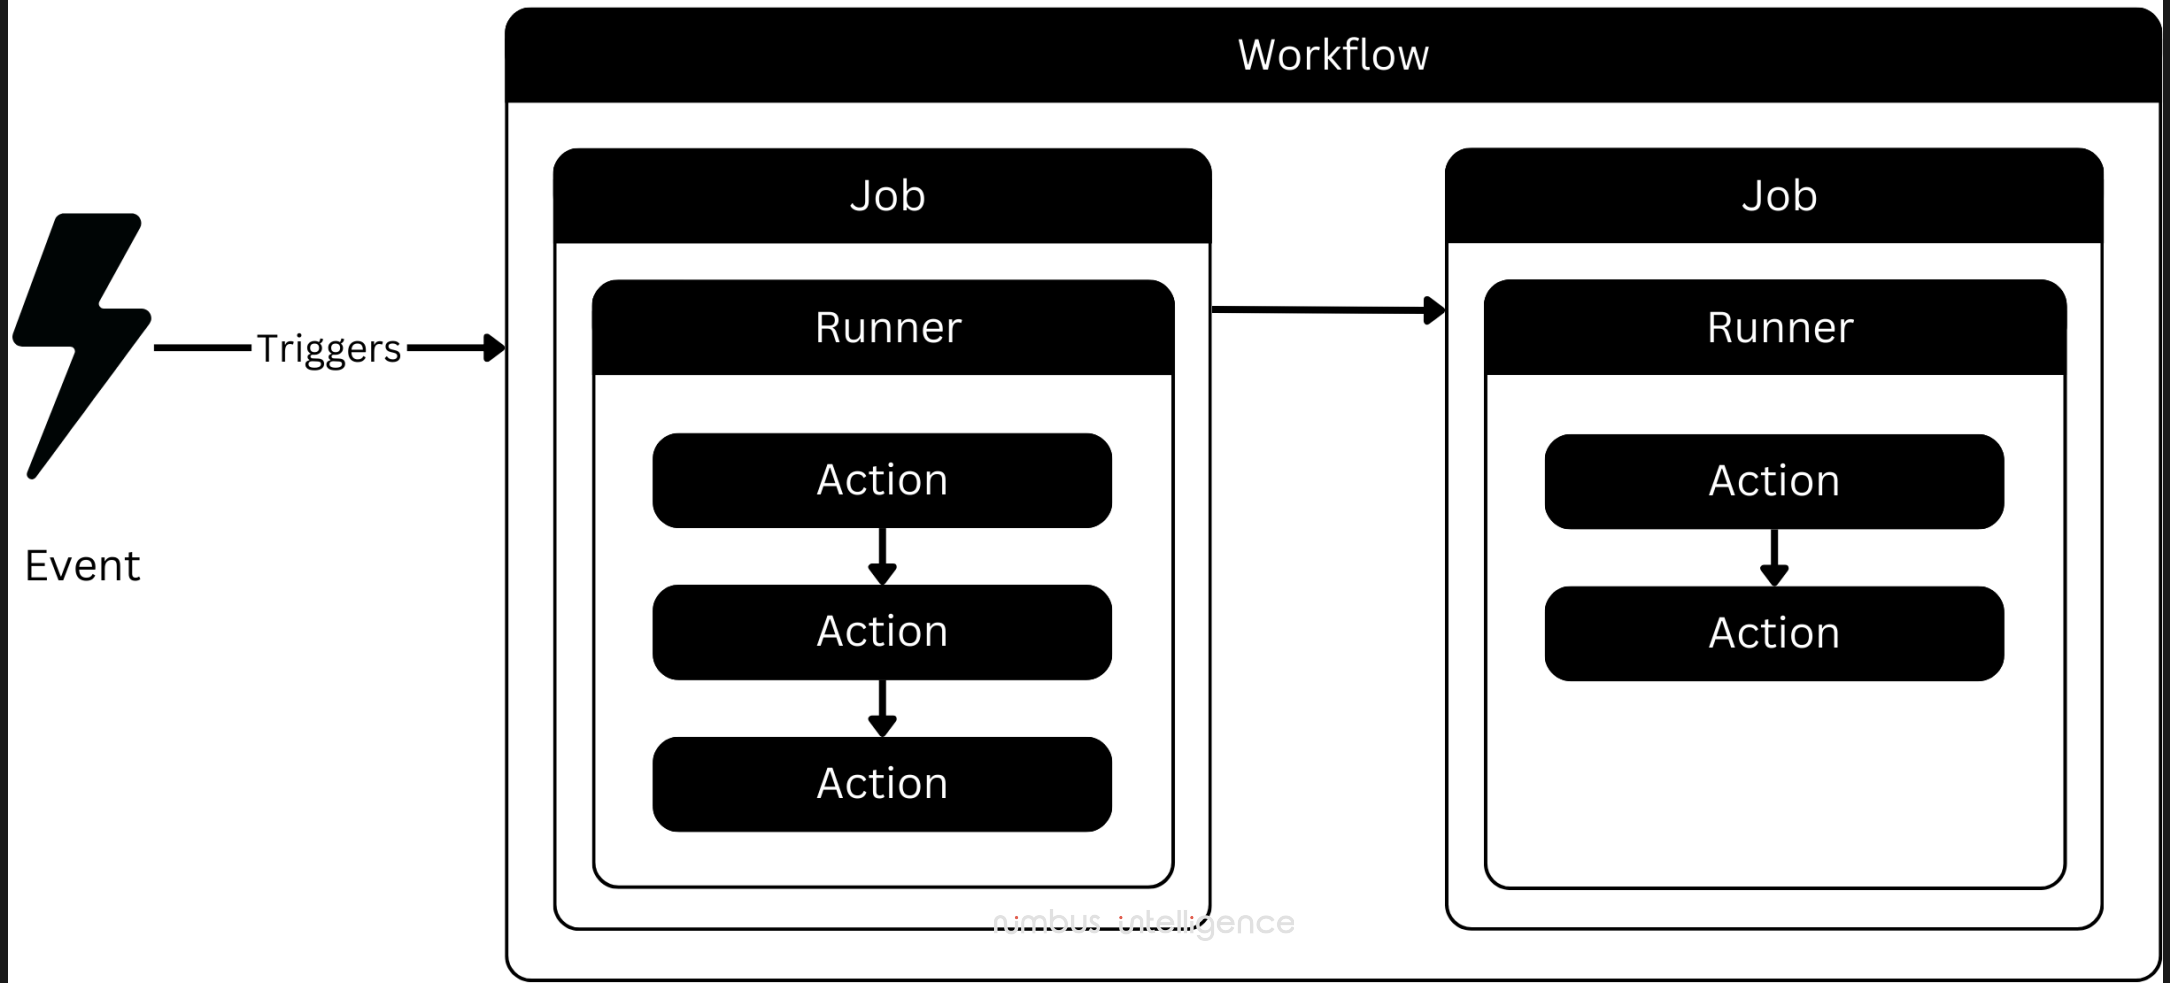 Workflow
Job
Job
Runner
Runner
Triggers
Action
Action
Event
Action
Action
Action
nimbus intelligence